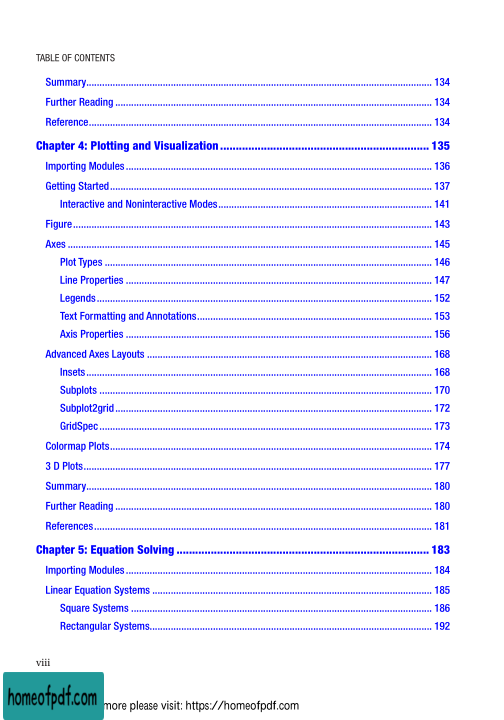 TABLE OF CONTENTS
Summary 134
Further Reading 134
Reference 134
Chapter 4: Plotting and Visualization 135
Importing Modules 136
Getting Started 137
Interactive and Noninteractive Modes 141
Figure 143
Axes 145
Plot Types 146
Line Properties 147
Legends 152
Text Formatting and Annotations 153
Axis Properties 156
Advanced Axes Layouts 168
Insets 168
Subplots 170
Subplot2grid 172
GridSpec 173
Colormap Plots 174
3 D Plots 177
Summary 180
Further Reading 180
References 181
Chapter 5: Equation Solving 183
Importing Modules 184
Linear Equation Systems 185
Square Systems 186
Rectangular Systems 192
viii
homeofpdf.com
more please visit: https://homeofpdf.com